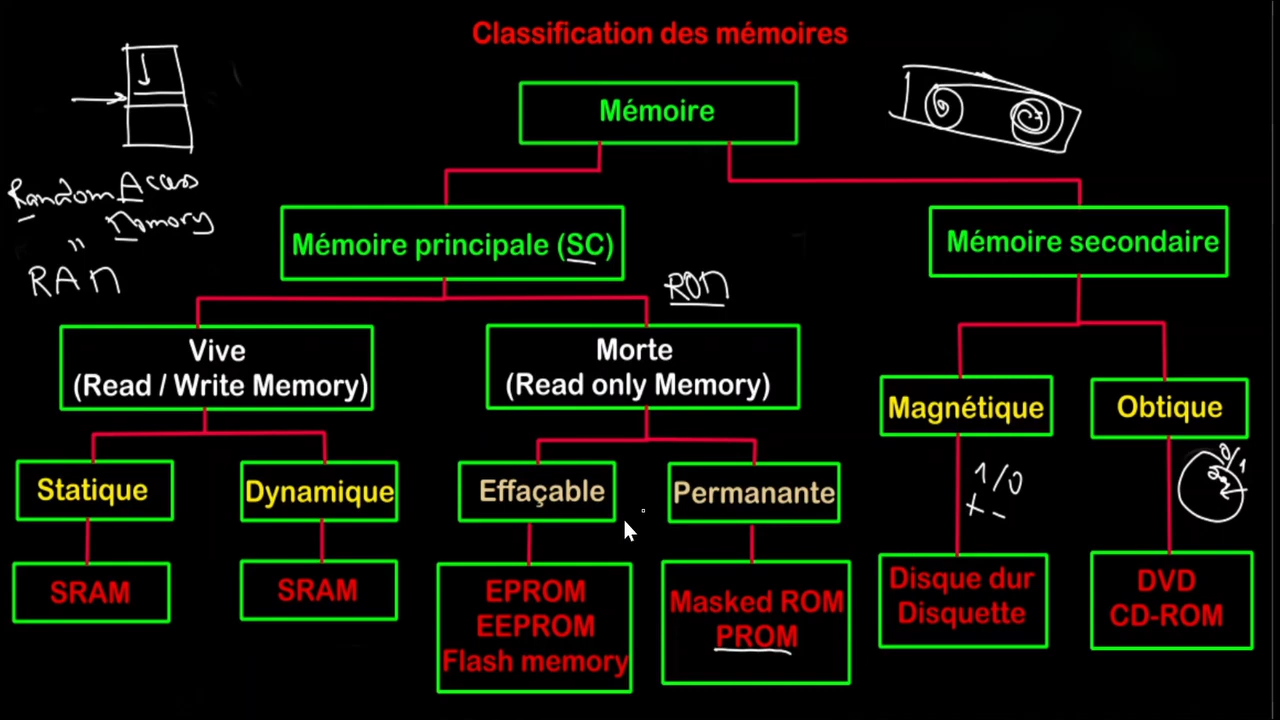 Classification des mémoires
Mémoire
Random Access
Memory
"
RAM
Mémoire principale (SC)
Mémoire secondaire
ROM
Vive
(Read / Write Memory)
Morte
(Read only Memory)
Magnétique
Obtique
0/1
1/0
+ -
Statique
Dynamique
Effaçable
Permanante
SRAM
SRAM
EPROM
EEPROM
Flash memory
Masked ROM
PROM
Disque dur
Disquette
DVD
CD-ROM